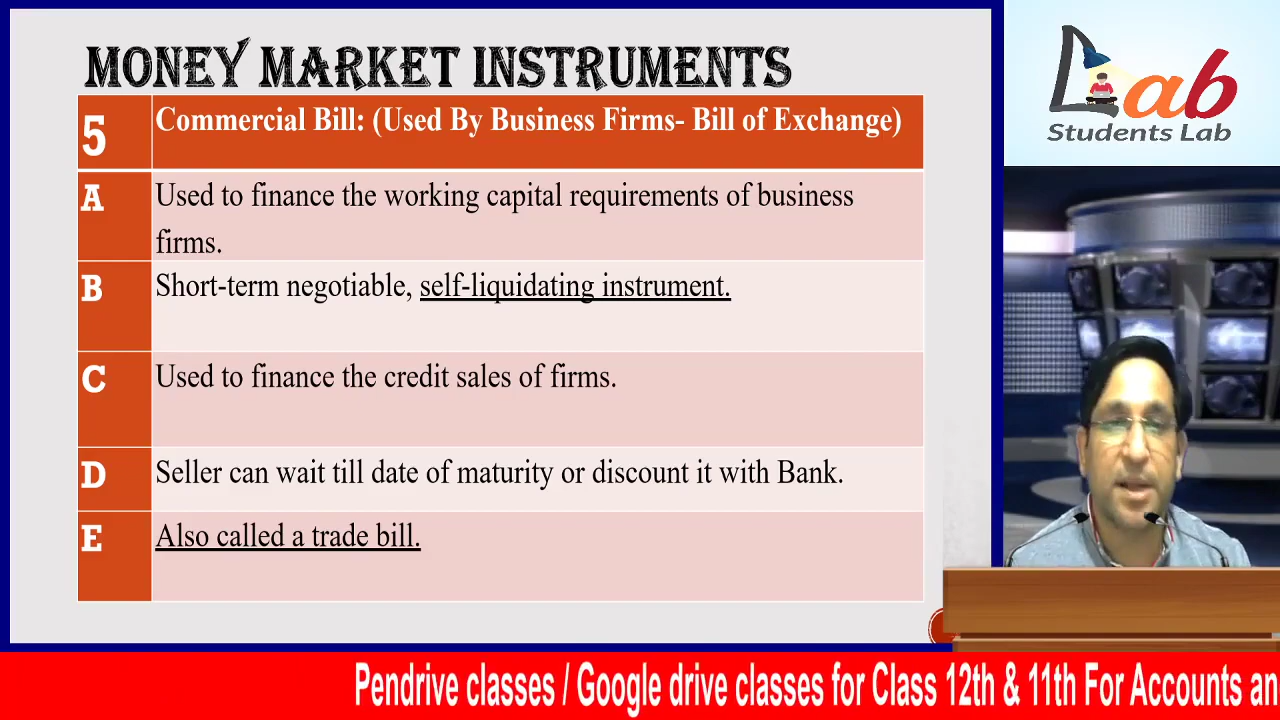 MONEY MARKET INSTRUMENTS
5 Commercial Bill: (Used By Business Firms- Bill of Exchange)
A Used to finance the working capital requirements of business
firms.
B Short-term negotiable, self-liquidating instrument.
C Used to finance the credit sales of firms.
D Seller can wait till date of maturity or discount it with Bank.
E Also called a trade bill.
Lab
Students Lab
Pendrive classes / Google drive classes for Class 12th & 11th For Accounts an